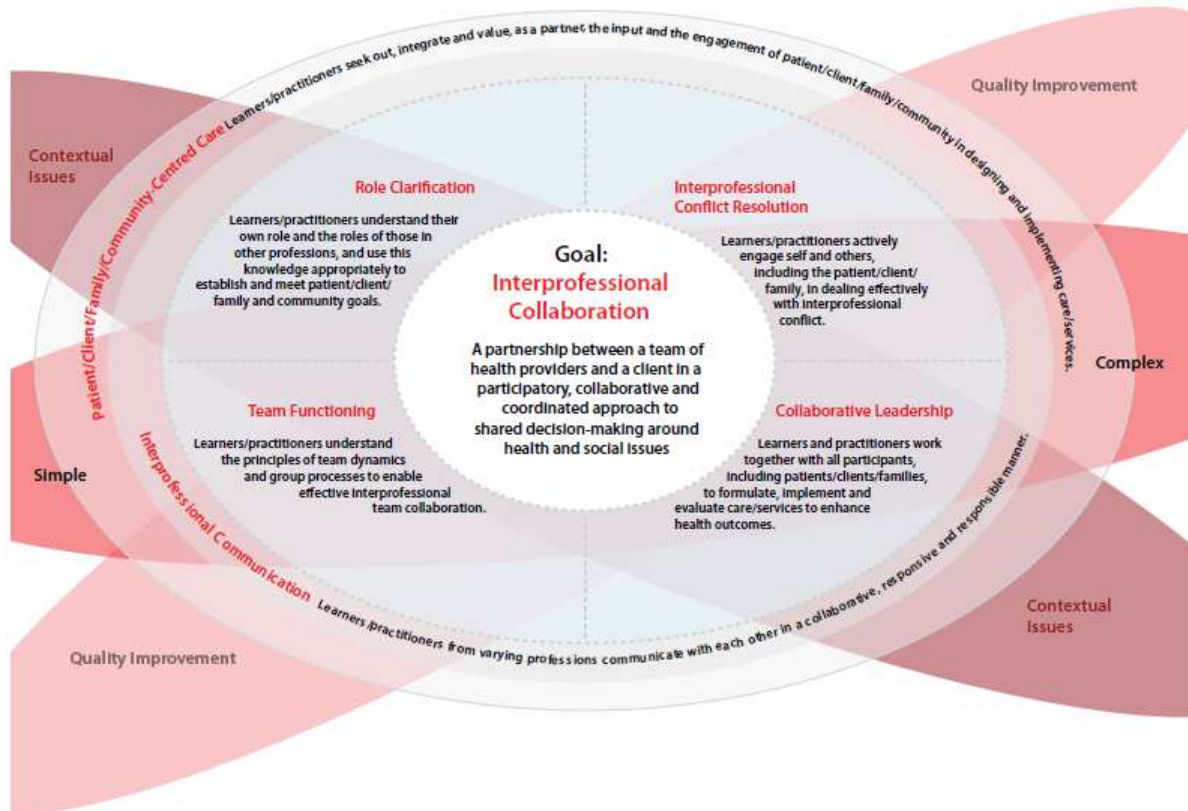 Patient/Client/Family/Community-Centred Care Learners/practitioners seek out, integrate and value, as a partner, the input and the engagement of patient/client/family/community in designing and implementing care/services.
Quality Improvement
Contextual
Issues
Role Clarification
Learners/practitioners understand their
own role and the roles of those in
other professions, and use this
knowledge appropriately to
establish and meet patient/client/
family and community goals.
Interprofessional
Conflict Resolution
Learners/practitioners actively
engage self and others,
including the patient/client/
family, in dealing effectively
with interprofessional
conflict.
Goal:
Interprofessional
Collaboration
A partnership between a team of
health providers and a client in a
participatory, collaborative and
coordinated approach to
shared decision-making around
health and social issues
Complex
Simple
Team Functioning
Learners/practitioners understand
the principles of team dynamics
and group processes to enable
effective interprofessional
team collaboration.
Collaborative Leadership
Learners and practitioners work
together with all participants,
including patients/clients/families,
to formulate, implement and
evaluate care/services to enhance
health outcomes.
Interprofessional Communication Learners/practitioners from varying professions communicate with each other in a collaborative, responsive and responsible manner.
Contextual
Issues
Quality Improvement